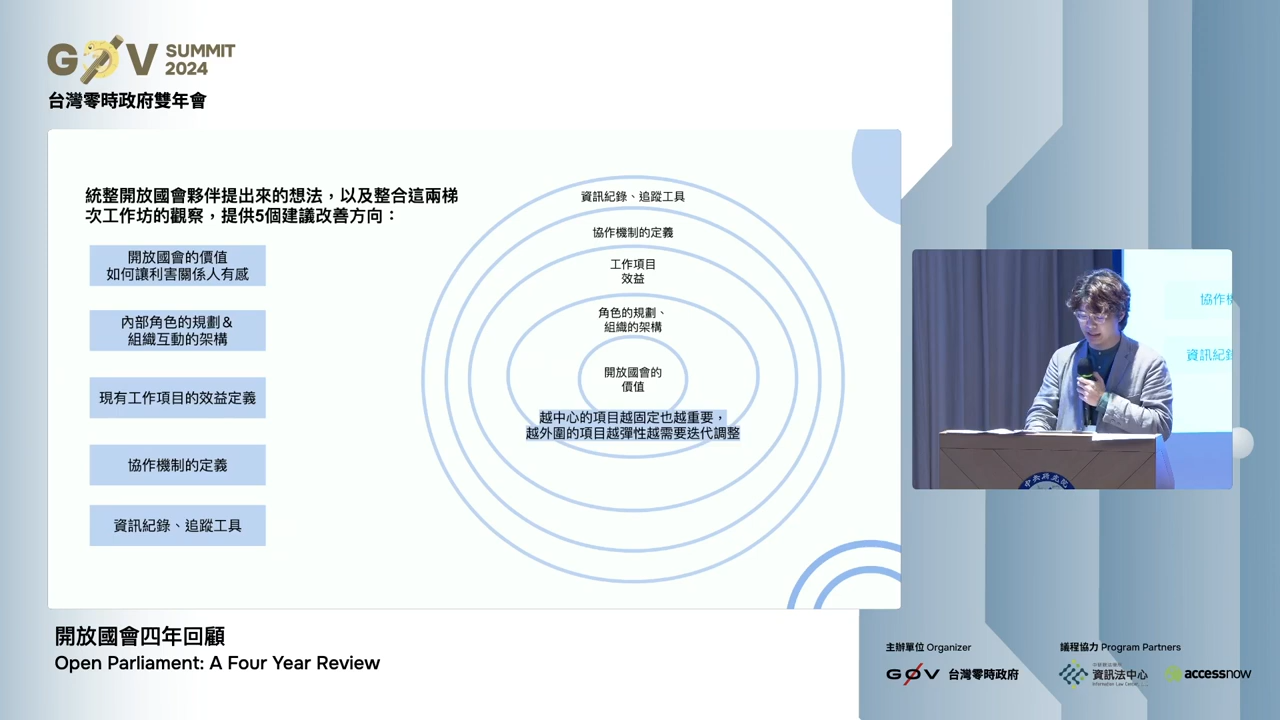 G0V SUMMIT 2024
台灣零時政府雙年會
統整開放國會夥伴提出來的想法，以及整合這兩梯
次工作坊的觀察，提供5個建議改善方向：
開放國會的價值
如何讓利害關係人有感
內部角色的規劃＆
組織互動的架構
現有工作項目的效益定義
協作機制的定義
資訊紀錄、追蹤工具
資訊紀錄、追蹤工具
協作機制的定義
工作項目
效益
角色的規劃、
組織的架構
開放國會的
價值
越中心的項目越固定也越重要，
越外圍的項目越彈性越需要迭代調整
協作
資訊紀
中央研究院
開放國會四年回顧
Open Parliament: A Four Year Review
主辦單位 Organizer
G0V 台灣零時政府
議程協力 Program Partners
資訊法中心
Information Law Center
accessnow